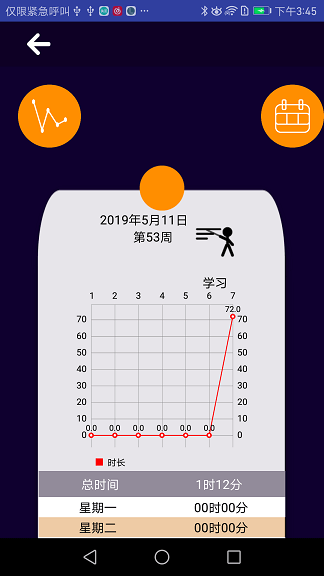 仅限紧急呼叫 ··· 下午3:45
2019年5月11日
第53周
学习
1 2 3 4 5 6 7
72.0
70 70
60 60
50 50
40 40
30 30
20 20
10 10
0.0 0.0 0.0 0.0 0.0 0.0
0 0
时长
总时间 1时12分
星期一 00时00分
星期二 00时00分